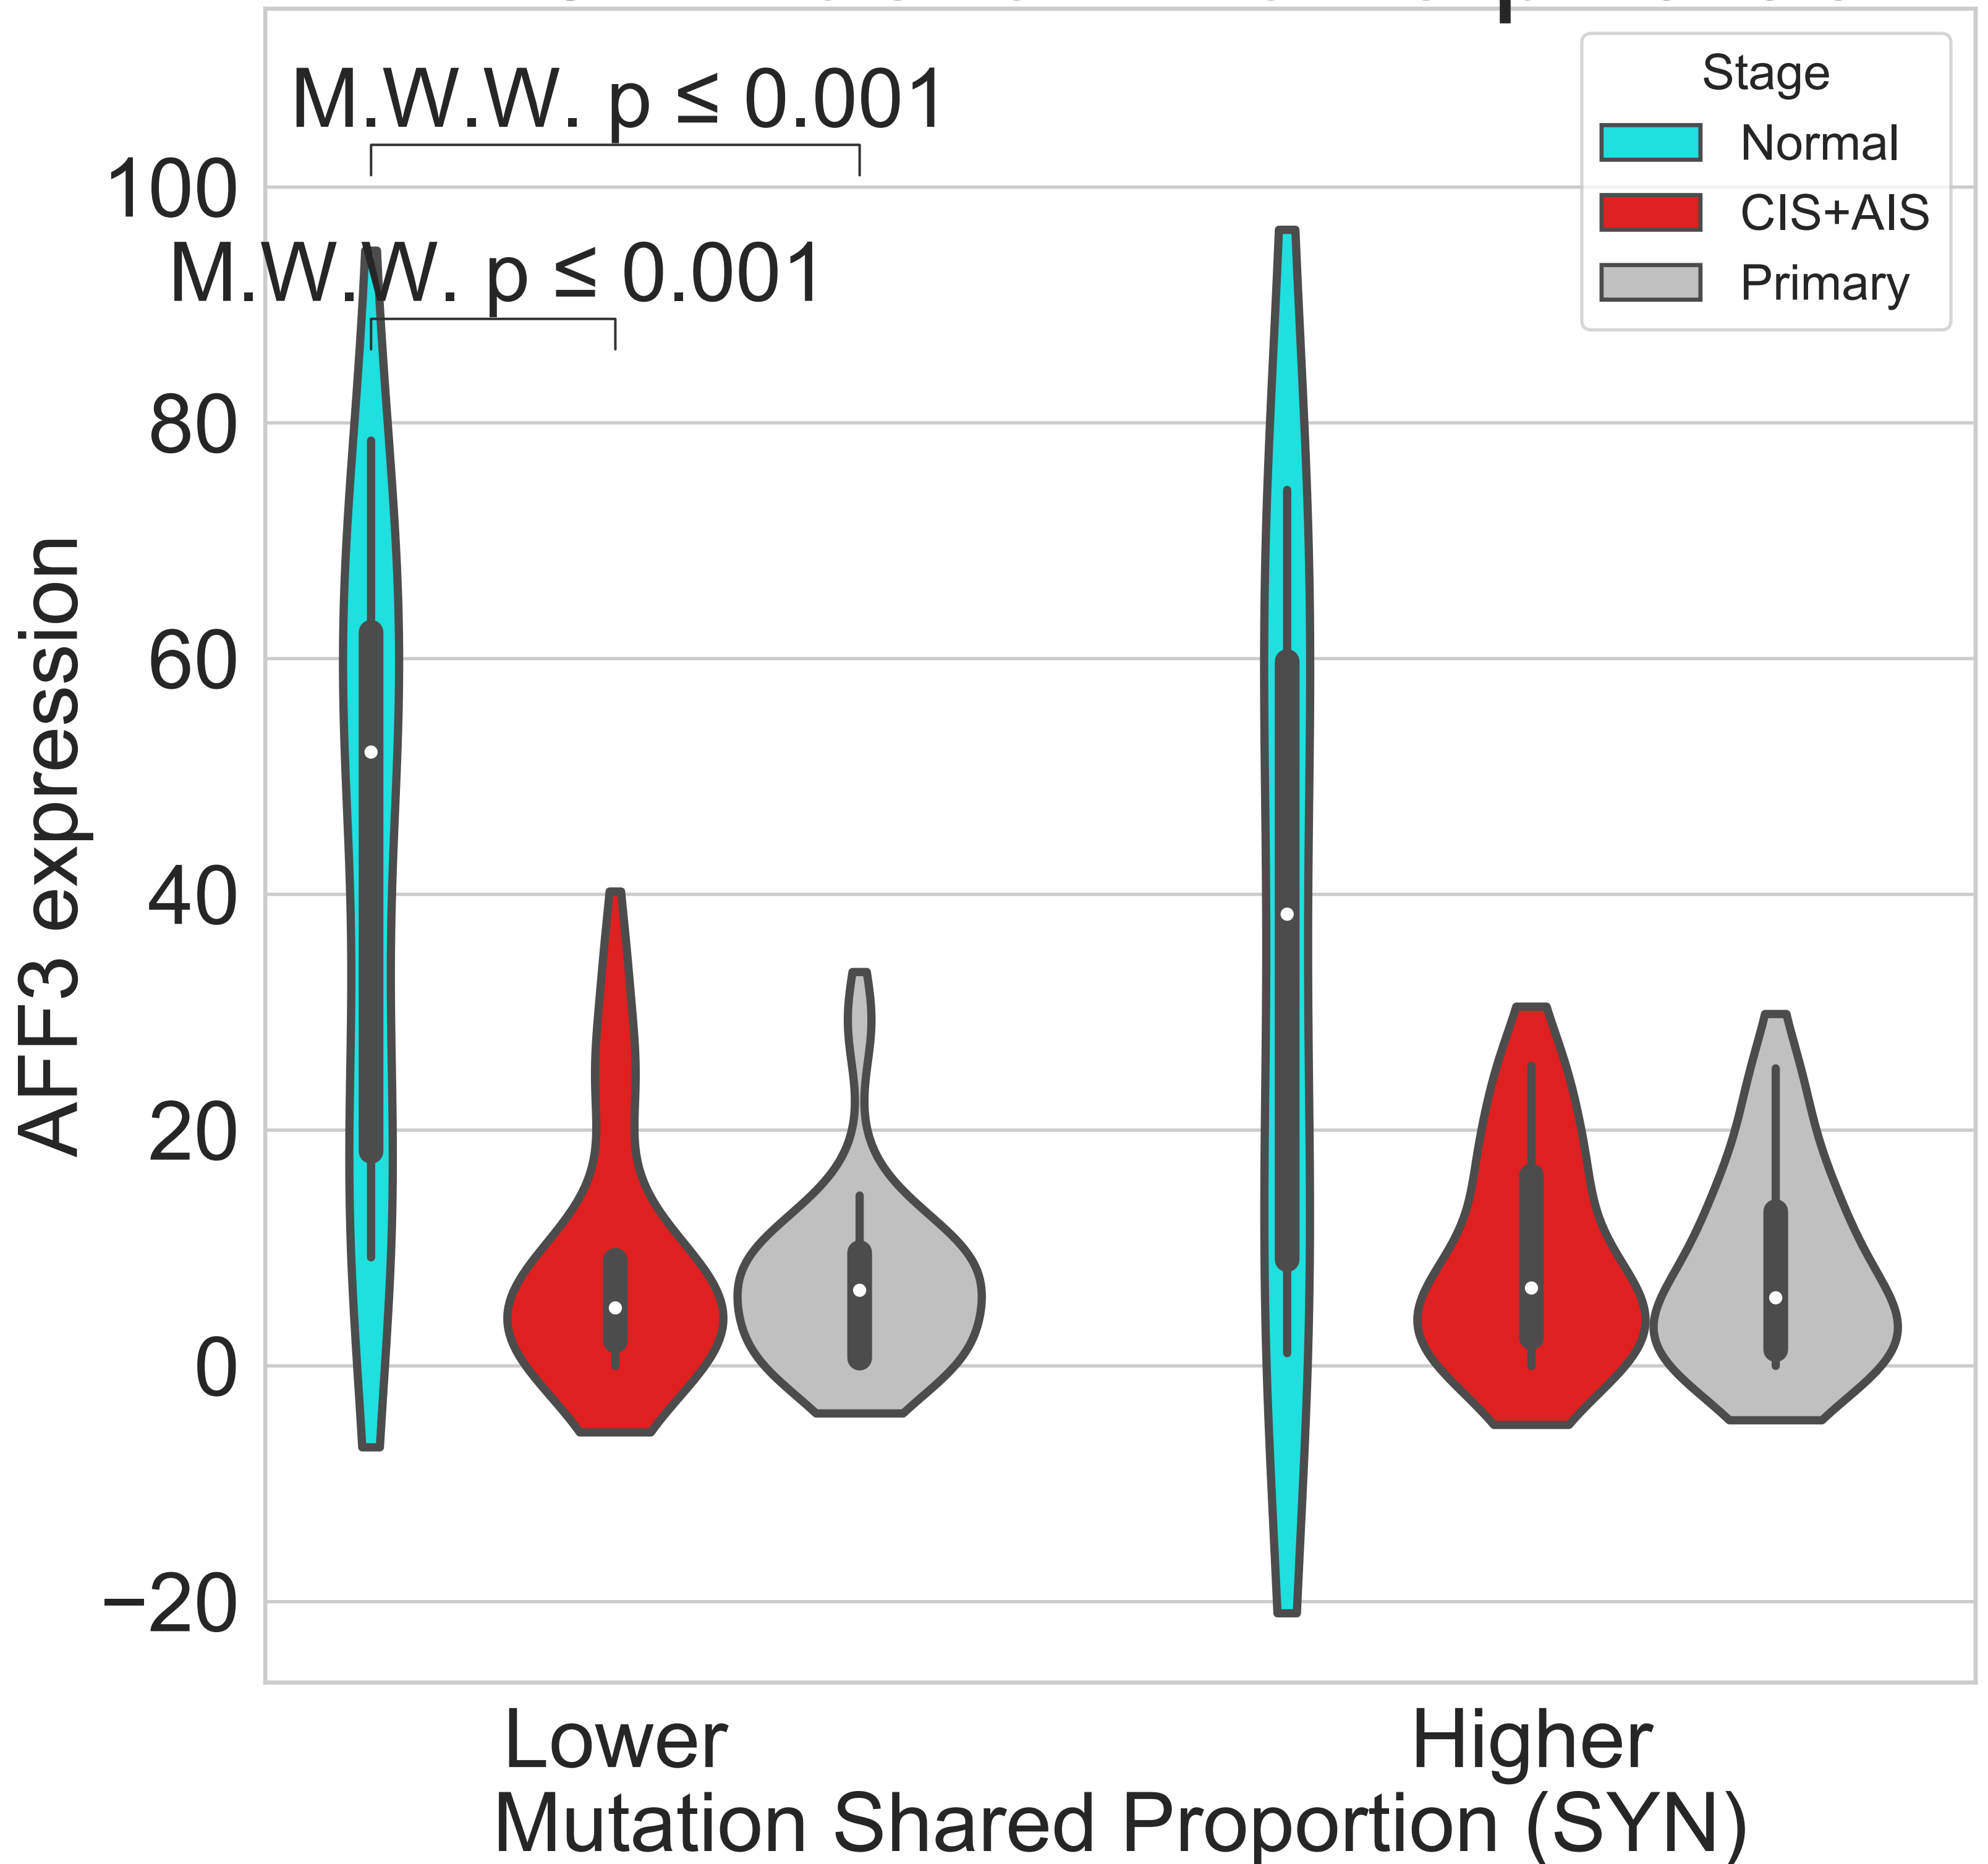 M.W.W. p ≤ 0.001
M.W.W. p ≤ 0.001
Stage
Normal
CIS+AIS
Primary
100
80
60
40
20
0
−20
AFF3 expression
Lower
Higher
Mutation Shared Proportion (SYN)